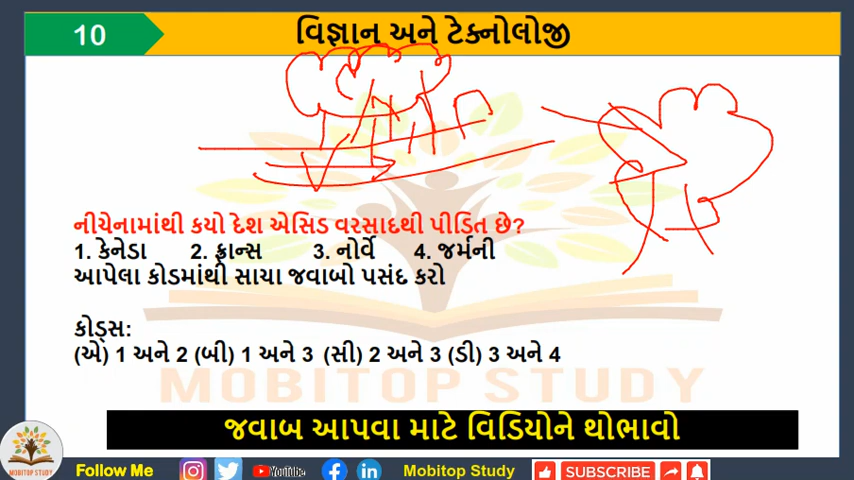 10
વિજ્ઞાન અને ટેક્નોલોજી
નીચેનામાંથી કયો દેશ એસિડ વરસાદથી પીડિત છે?
1. કેનેડા 2. ફ્રાન્સ 3. નોર્વે 4. જર્મની
આપેલા કોડમાંથી સાચા જવાબો પસંદ કરો
કોડ્સ:
(એ) 1 અને 2 (બી) 1 અને 3 (સી) 2 અને 3 (ડી) 3 અને 4
MOBITOP STUDY
જવાબ આપવા માટે વિડિયોને થોભાવો
MOBITOP STUDY
Follow Me YouTube Mobitop Study SUBSCRIBE